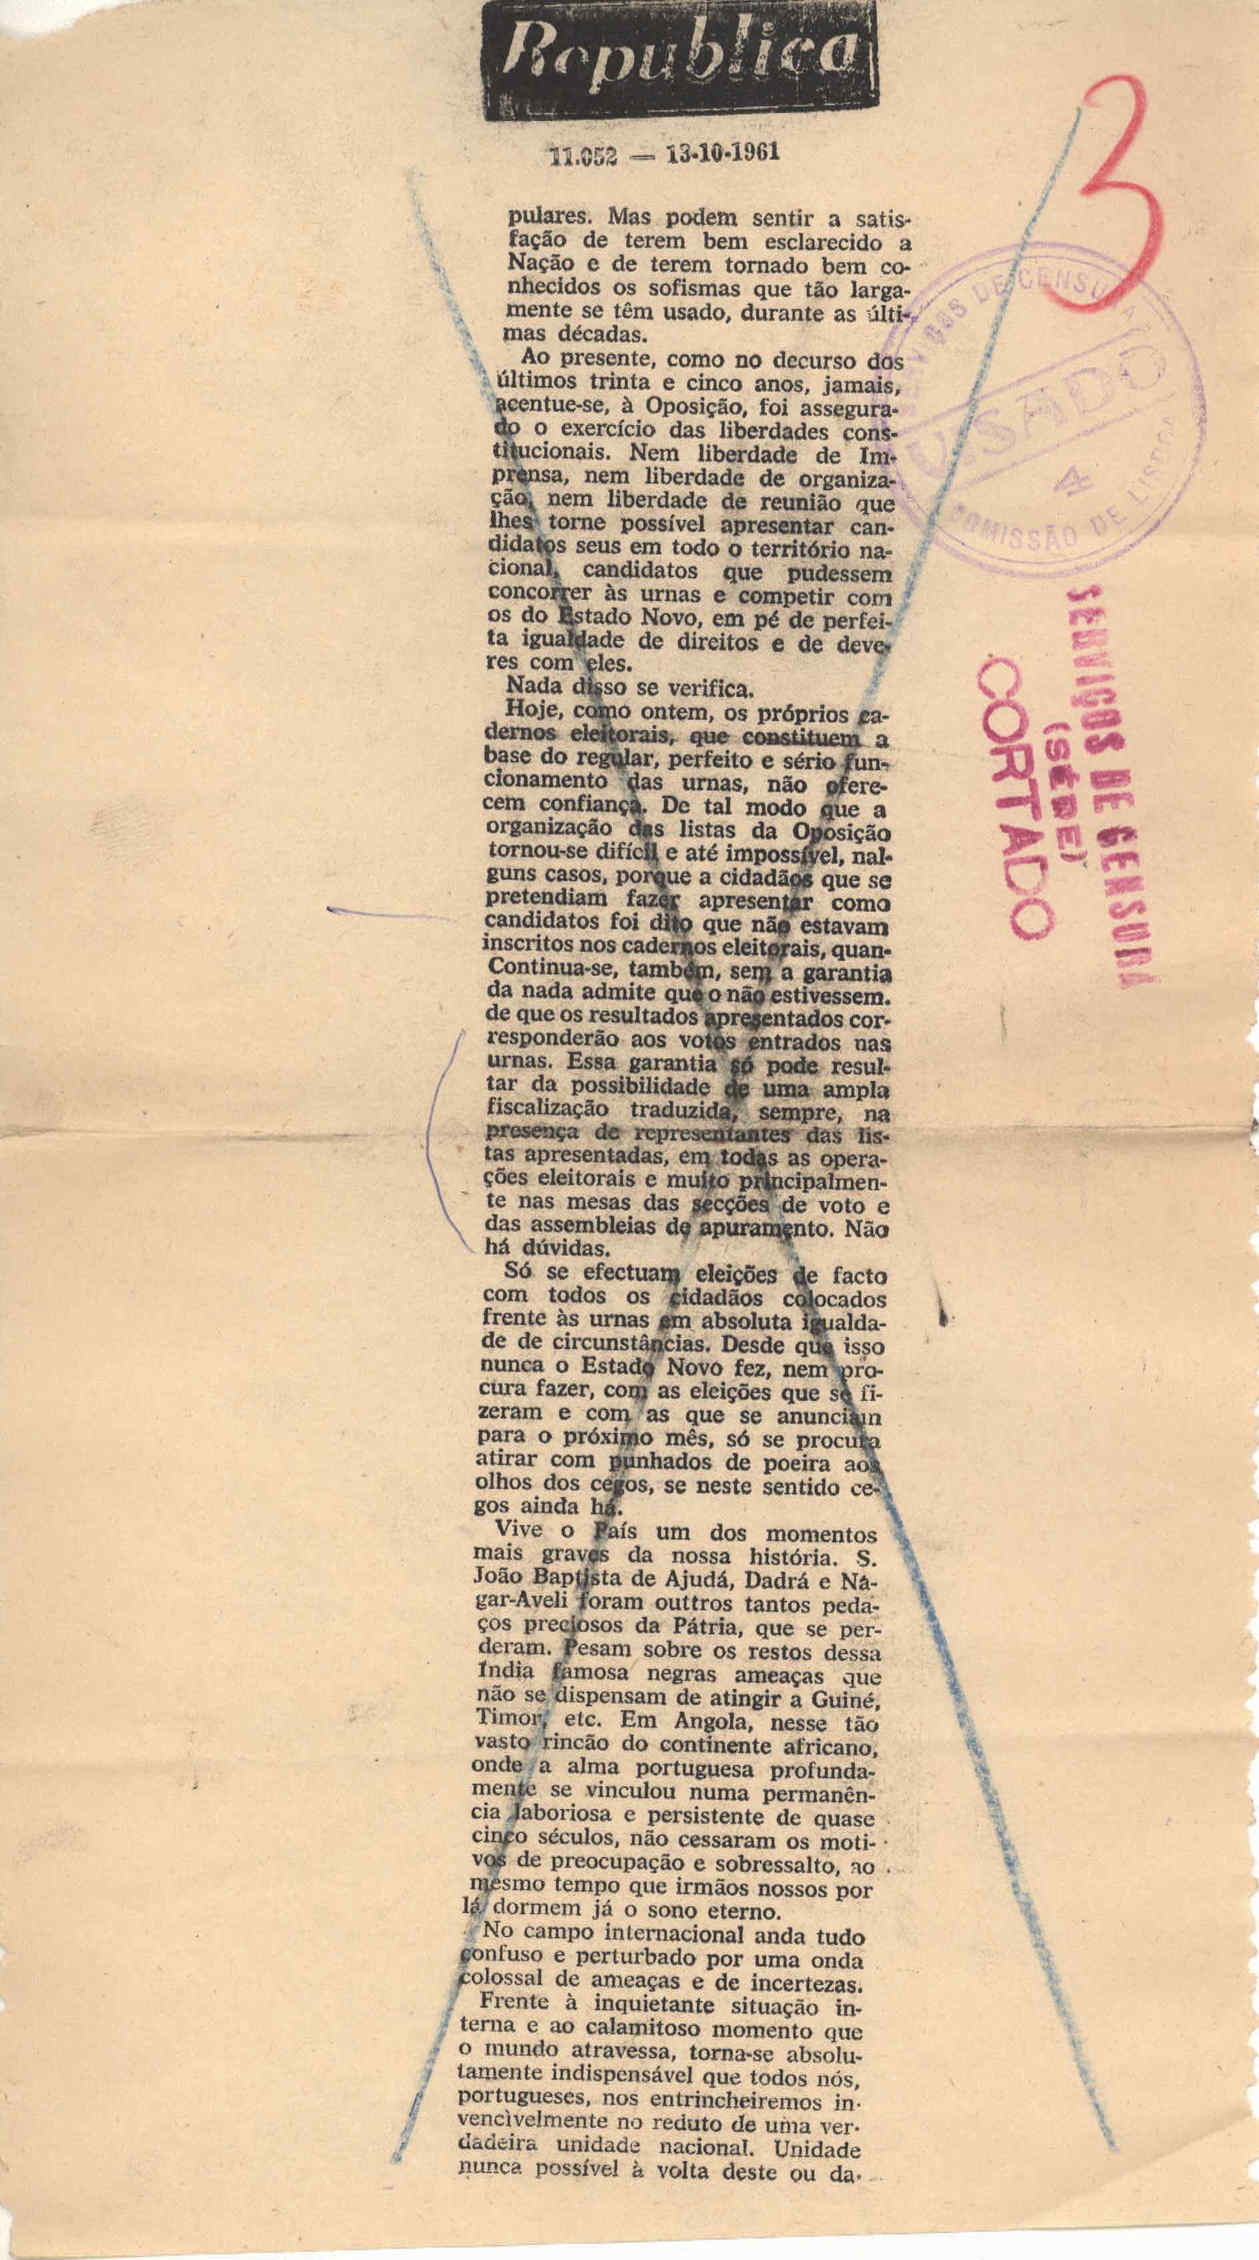 Republica
11.052 — 13-10-1961
3
pulares. Mas podem sentir a satis-
fação de terem bem esclarecido a
Nação e de terem tornado bem co-
nhecidos os sofismas que tão larga-
mente se têm usado, durante as últi-
mas décadas.
Ao presente, como no decurso dos
últimos trinta e cinco anos, jamais,
acentue-se, à Oposição, foi assegura-
do o exercício das liberdades cons-
titucionais. Nem liberdade de Im-
prensa, nem liberdade de organiza-
ção, nem liberdade de reunião que
lhes torne possível apresentar can-
didatos seus em todo o território na-
cional, candidatos que pudessem
concorrer às urnas e competir com
os do Estado Novo, em pé de perfei-
ta igualdade de direitos e de deve-
res com eles.
Nada disso se verifica.
Hoje, como ontem, os próprios ca-
dernos eleitorais, que constituem a
base do regular, perfeito e sério fun-
cionamento das urnas, não ofere-
cem confiança. De tal modo que a
organização das listas da Oposição
tornou-se difícil e até impossível, nal-
guns casos, porque a cidadãos que se
pretendiam fazer apresentar como
candidatos foi dito que não estavam
inscritos nos cadernos eleitorais, quan-
Continua-se, também, sem a garantia
da nada admite que o não estivessem.
de que os resultados apresentados cor-
responderão aos votos entrados nas
urnas. Essa garantia só pode resul-
tar da possibilidade de uma ampla
fiscalização traduzida, sempre, na
presença de representantes das lis-
tas apresentadas, em todas as opera-
ções eleitorais e muito principalmen-
te nas mesas das secções de voto e
das assembleias de apuramento. Não
há dúvidas.
Só se efectuam eleições de facto
com todos os cidadãos colocados
frente às urnas em absoluta igualda-
de de circunstâncias. Desde que isso
nunca o Estado Novo fez, nem pro-
cura fazer, com as eleições que se fi-
zeram e com as que se anunciam
para o próximo mês, só se procura
atirar com punhados de poeira aos
olhos dos cegos, se neste sentido ce-
gos ainda há.
Vive o País um dos momentos
mais graves da nossa história. S.
João Baptista de Ajudá, Dadrá e Ná-
gar-Aveli foram outtros tantos peda-
ços preciosos da Pátria, que se per-
deram. Pesam sobre os restos dessa
Índia famosa negras ameaças que
não se dispensam de atingir a Guiné,
Timor, etc. Em Angola, nesse tão
vasto rincão do continente africano,
onde a alma portuguesa profunda-
mente se vinculou numa permanên-
cia laboriosa e persistente de quase
cinco séculos, não cessaram os moti-
vos de preocupação e sobressalto, ao
mesmo tempo que irmãos nossos por
lá dormem já o sono eterno.
No campo internacional anda tudo
confuso e perturbado por uma onda
colossal de ameaças e de incertezas.
Frente à inquietante situação in-
terna e ao calamitoso momento que
o mundo atravessa, torna-se absolu-
tamente indispensável que todos nós,
portugueses, nos entrincheiremos in-
vencìvelmente no reduto de uma ver-
dadeira unidade nacional. Unidade
nunca possível à volta deste ou da-
SERVIÇOS DE CENSURA
VISADO
4
COMISSÃO DE LISBOA
SERVIÇOS DE CENSURA
(SÉDE)
CORTADO